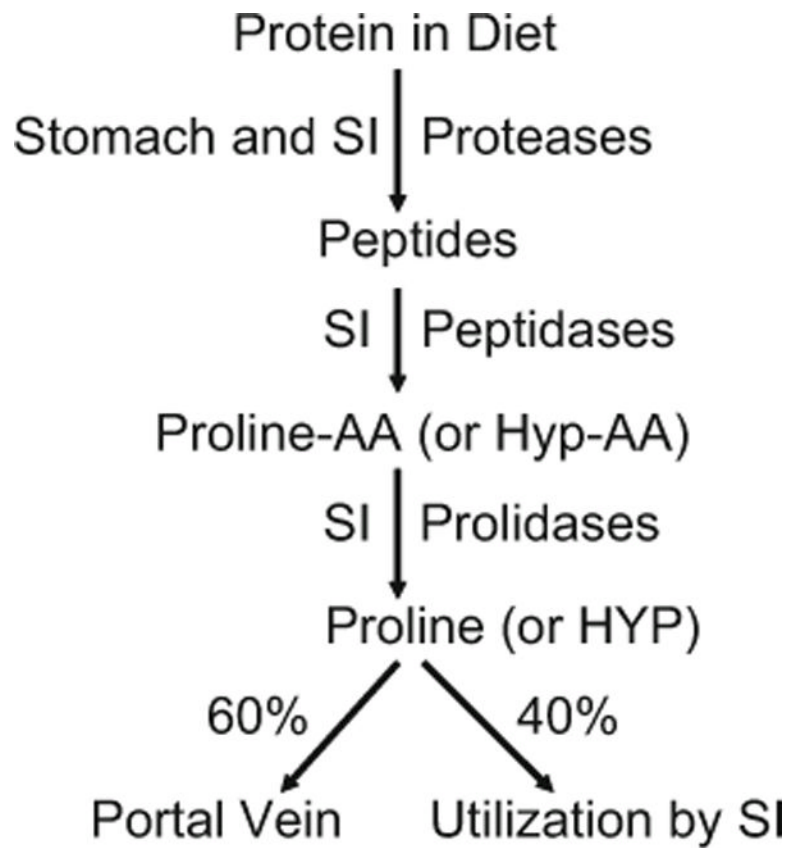 Protein in Diet
Stomach and SI Proteases
Peptides
SI Peptidases
Proline-AA (or Hyp-AA)
SI Prolidases
Proline (or HYP)
60% 40%
Portal Vein Utilization by SI